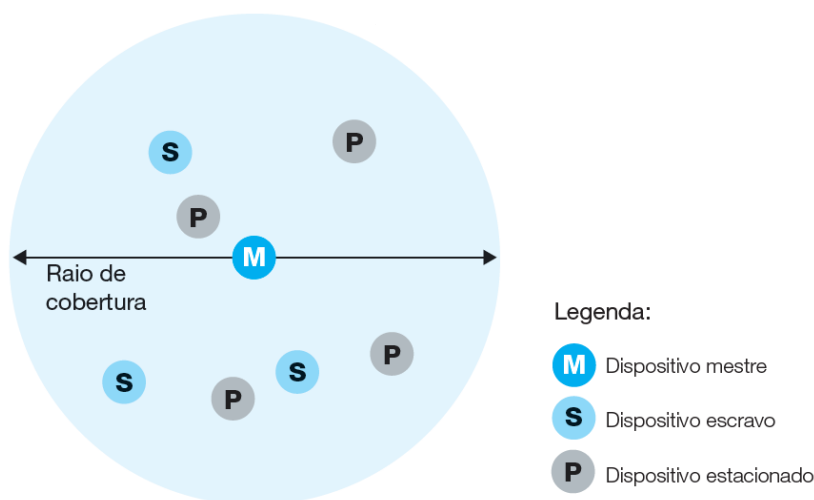 S
P
P
M
Raio de
cobertura
S
P
S
P
Legenda:
M Dispositivo mestre
S Dispositivo escravo
P Dispositivo estacionado